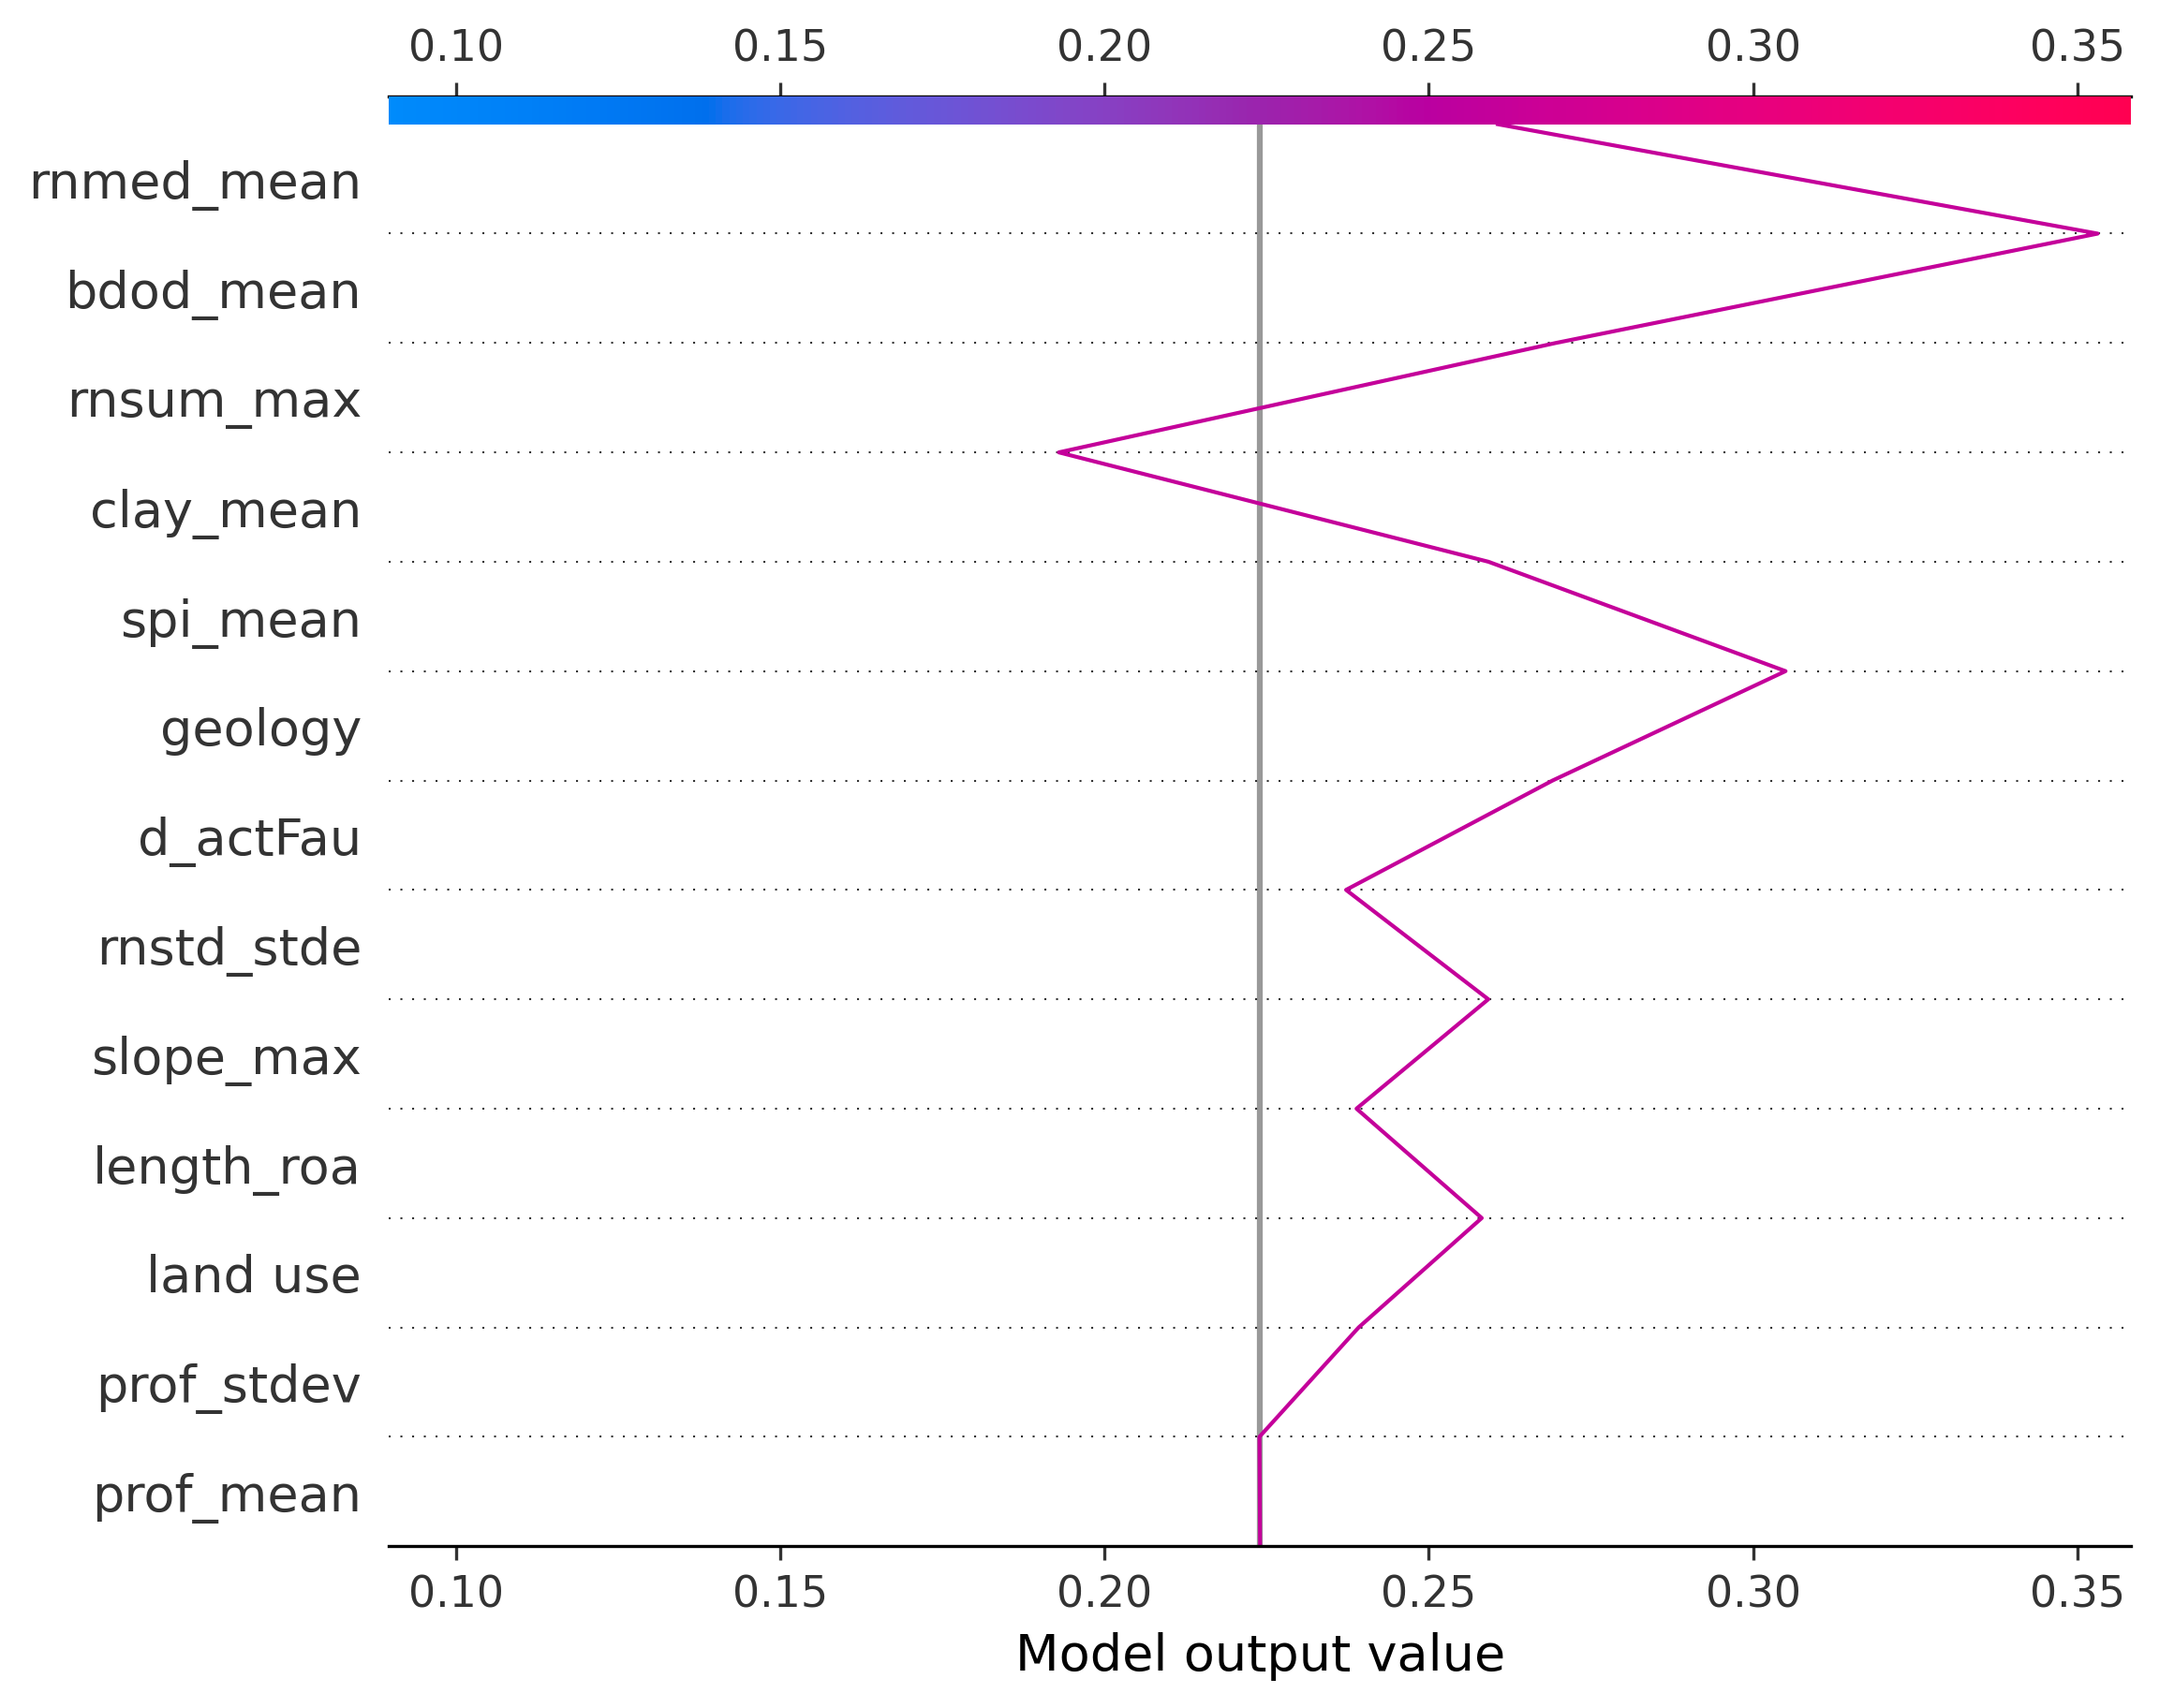 0.10 0.15 0.20 0.25 0.30 0.35
rnmed_mean
bdod_mean
rnsum_max
clay_mean
spi_mean
geology
d_actFau
rnstd_stde
slope_max
length_roa
land use
prof_stdev
prof_mean
0.10 0.15 0.20 0.25 0.30 0.35
Model output value